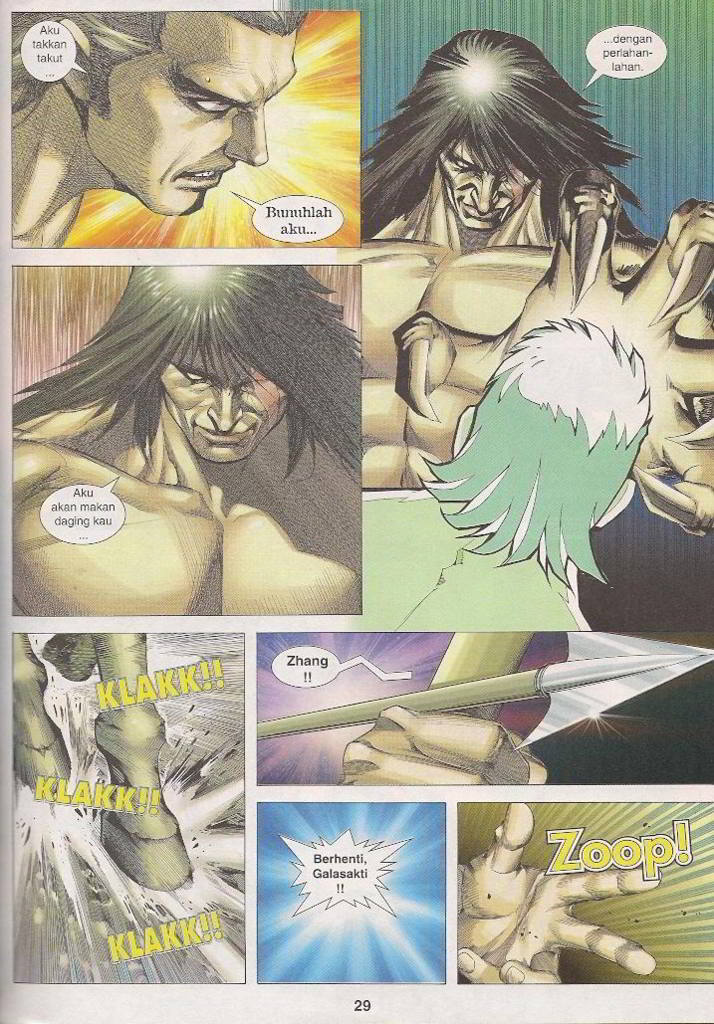 Aku
takkan
takut
...
Bunuhlah
aku...
Aku
akan makan
daging kau
...
...dengan
perlahan-
lahan.
KLAKK!!
KLAKK!!
KLAKK!!
Zhang
!!
Berhenti,
Galasakti
!!
Zoop!
29